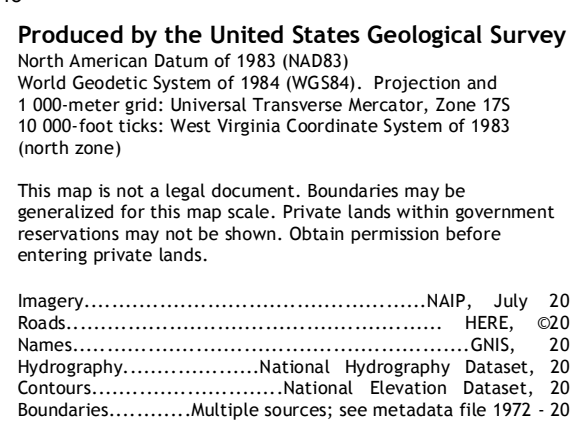 Produced by the United States Geological Survey
North American Datum of 1983 (NAD83)
World Geodetic System of 1984 (WGS84). Projection and
1 000-meter grid: Universal Transverse Mercator, Zone 17S
10 000-foot ticks: West Virginia Coordinate System of 1983
(north zone)
This map is not a legal document. Boundaries may be
generalized for this map scale. Private lands within government
reservations may not be shown. Obtain permission before
entering private lands.
Imagery.................................................NAIP, July 20
Roads...................................................... HERE, ©20
Names.........................................................GNIS, 20
Hydrography....................National Hydrography Dataset, 20
Contours............................National Elevation Dataset, 20
Boundaries............Multiple sources; see metadata file 1972 - 20